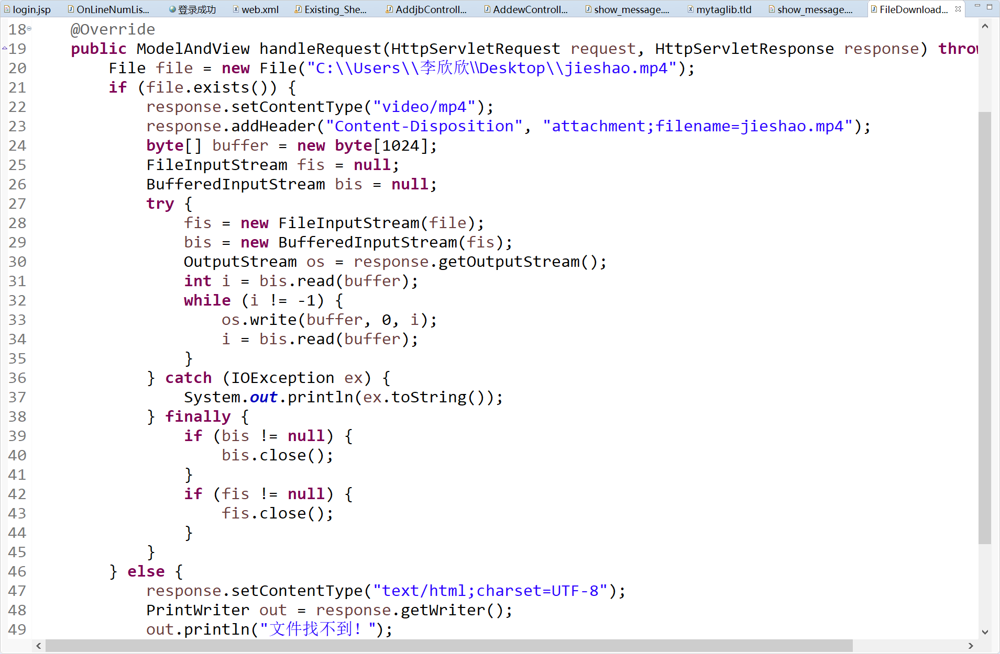 login.jsp OnLineNumLis... 登录成功 web.xml Existing_She... AddjbControll... AddewControll... show_message.... mytaglib.tld show_message.... FileDownload...
18 @Override
19 public ModelAndView handleRequest(HttpServletRequest request, HttpServletResponse response) throw
20 File file = new File("C:\\Users\\李欣欣\\Desktop\\jieshao.mp4");
21 if (file.exists()) {
22 response.setContentType("video/mp4");
23 response.addHeader("Content-Disposition", "attachment;filename=jieshao.mp4");
24 byte[] buffer = new byte[1024];
25 FileInputStream fis = null;
26 BufferedInputStream bis = null;
27 try {
28 fis = new FileInputStream(file);
29 bis = new BufferedInputStream(fis);
30 OutputStream os = response.getOutputStream();
31 int i = bis.read(buffer);
32 while (i != -1) {
33 os.write(buffer, 0, i);
34 i = bis.read(buffer);
35 }
36 } catch (IOException ex) {
37 System.out.println(ex.toString());
38 } finally {
39 if (bis != null) {
40 bis.close();
41 }
42 if (fis != null) {
43 fis.close();
44 }
45 }
46 } else {
47 response.setContentType("text/html;charset=UTF-8");
48 PrintWriter out = response.getWriter();
49 out.println("文件找不到！");